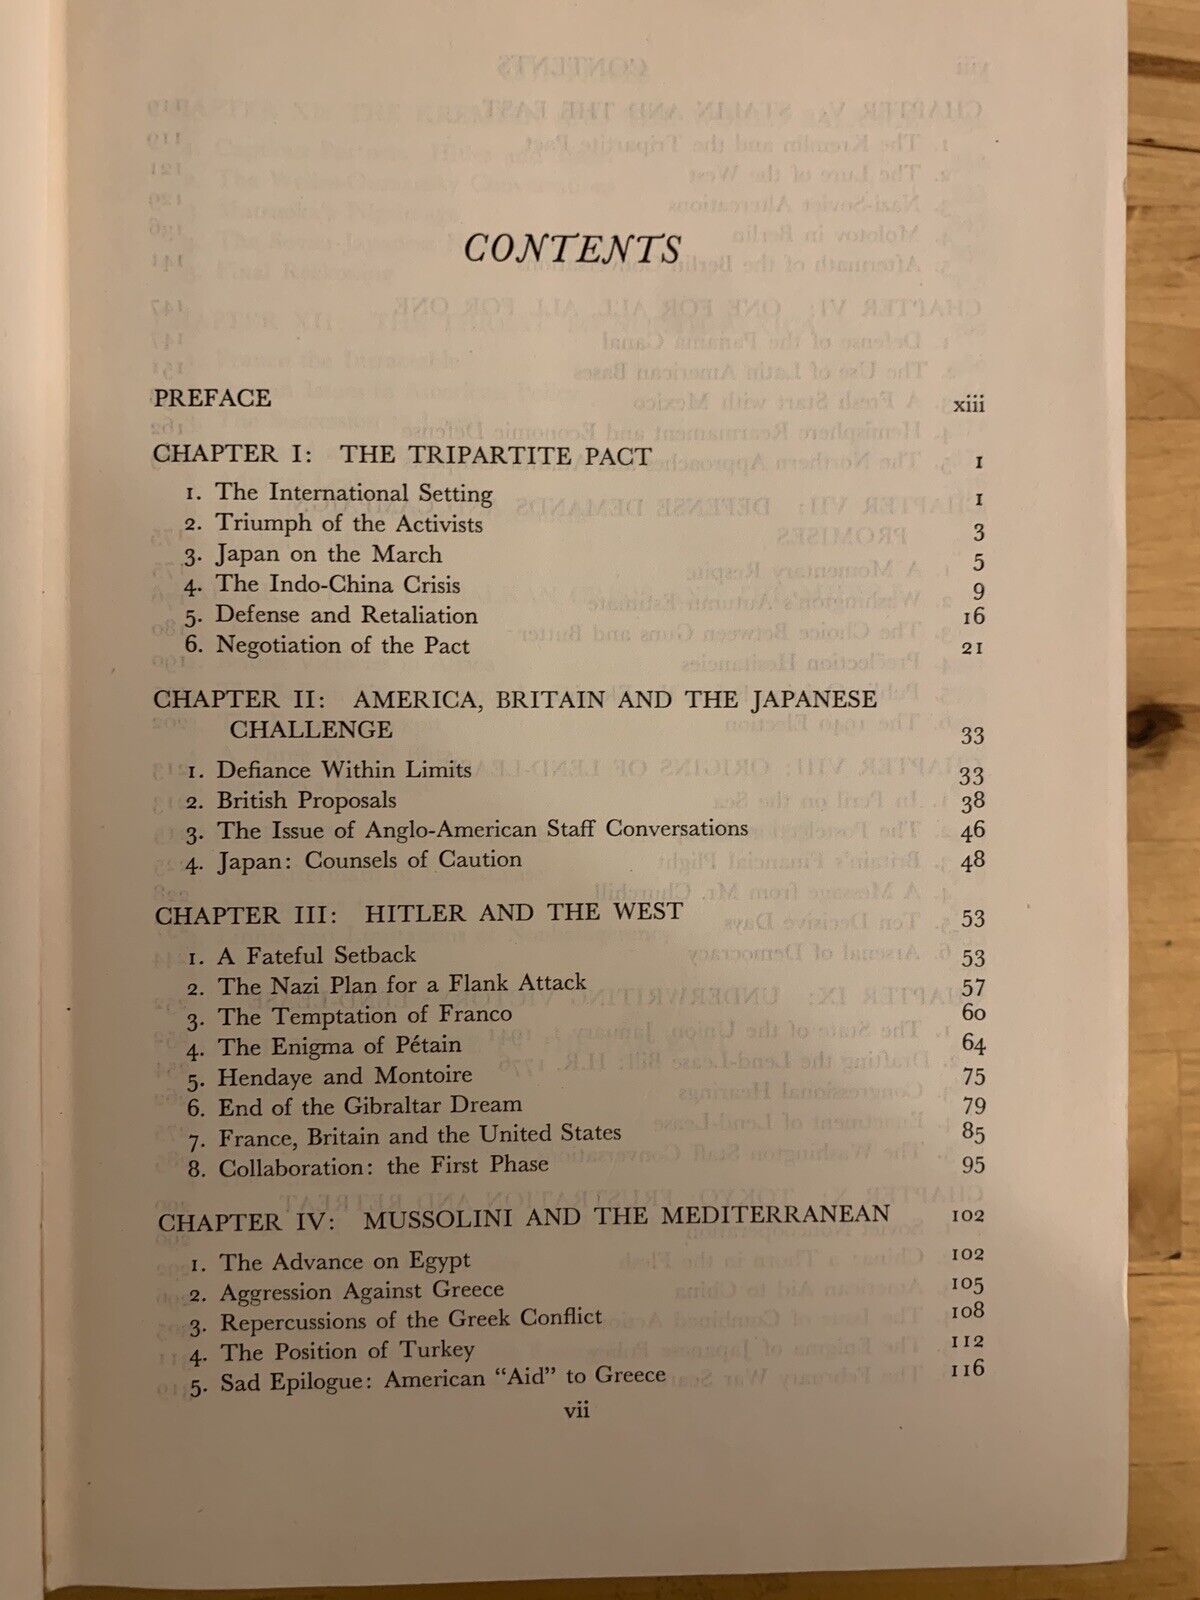 CONTENTS
PREFACE xiii
CHAPTER I: THE TRIPARTITE PACT 1
1. The International Setting 1
2. Triumph of the Activists 3
3. Japan on the March 5
4. The Indo-China Crisis 9
5. Defense and Retaliation 16
6. Negotiation of the Pact 21
CHAPTER II: AMERICA, BRITAIN AND THE JAPANESE
CHALLENGE 33
1. Defiance Within Limits 33
2. British Proposals 38
3. The Issue of Anglo-American Staff Conversations 46
4. Japan: Counsels of Caution 48
CHAPTER III: HITLER AND THE WEST 53
1. A Fateful Setback 53
2. The Nazi Plan for a Flank Attack 57
3. The Temptation of Franco 60
4. The Enigma of Pétain 64
5. Hendaye and Montoire 75
6. End of the Gibraltar Dream 79
7. France, Britain and the United States 85
8. Collaboration: the First Phase 95
CHAPTER IV: MUSSOLINI AND THE MEDITERRANEAN 102
1. The Advance on Egypt 102
2. Aggression Against Greece 105
3. Repercussions of the Greek Conflict 108
4. The Position of Turkey 112
5. Sad Epilogue: American "Aid" to Greece 116
vii